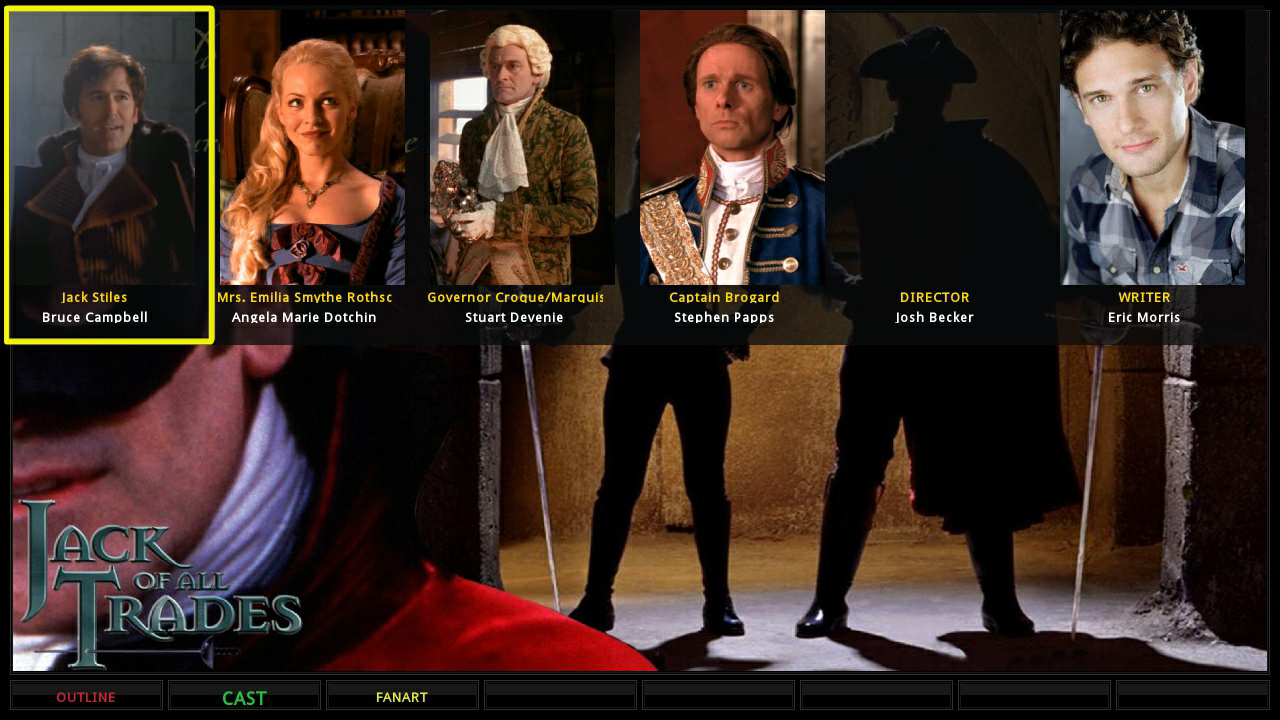 Jack Stiles
Bruce Campbell
Mrs. Emilia Smythe Rothsc
Angela Marie Dotchin
Governor Croque/Marquis
Stuart Devenie
Captain Brogard
Stephen Papps
DIRECTOR
Josh Becker
WRITER
Eric Morris
JACK
OF ALL
TRADES
OUTLINE
CAST
FANART